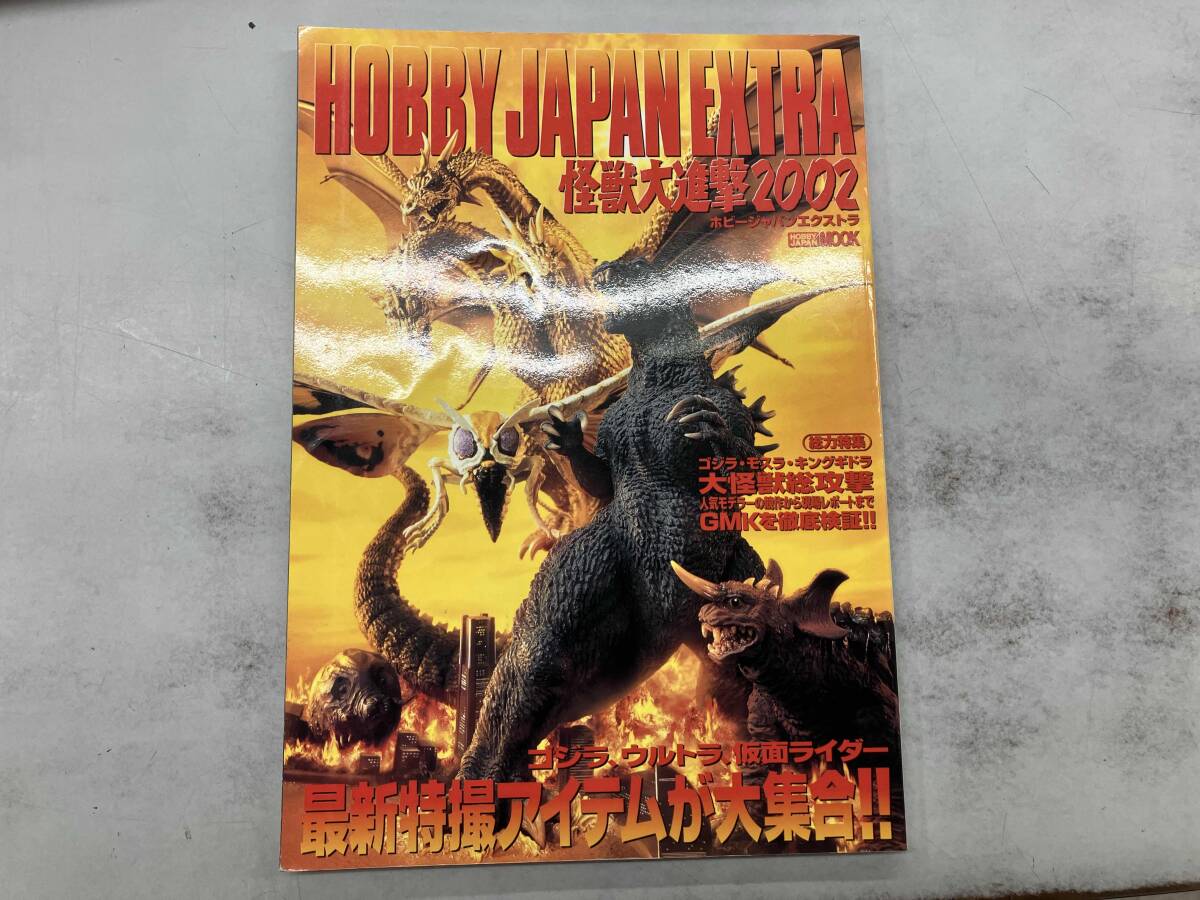 HOBBY JAPAN EXTRA
怪獣大進撃2002
ホビージャパンエクストラ
HOBBY JAPAN MOOK
総力特集
ゴジラ・モスラ・キングギドラ
大怪獣総攻撃
人気モデラーの競作から現場レポートまで
GMKを徹底検証!!
ゴジラ、ウルトラ、仮面ライダー
最新特撮アイテムが大集合!!